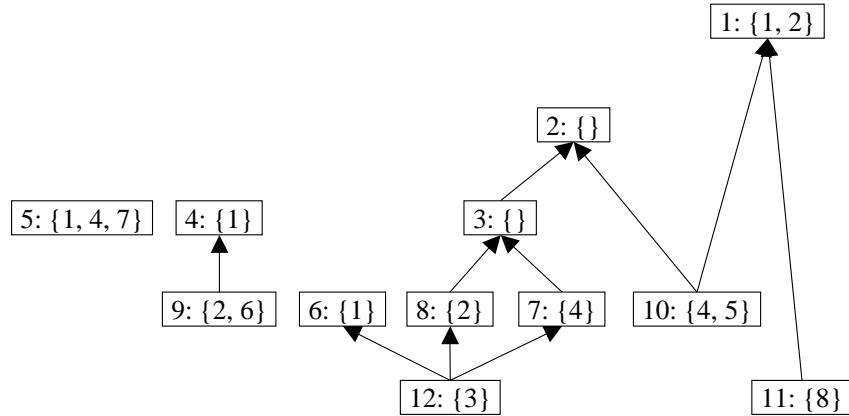 1: {1, 2}
2: {}
5: {1, 4, 7}
4: {1}
3: {}
9: {2, 6}
6: {1}
8: {2}
7: {4}
10: {4, 5}
12: {3}
11: {8}